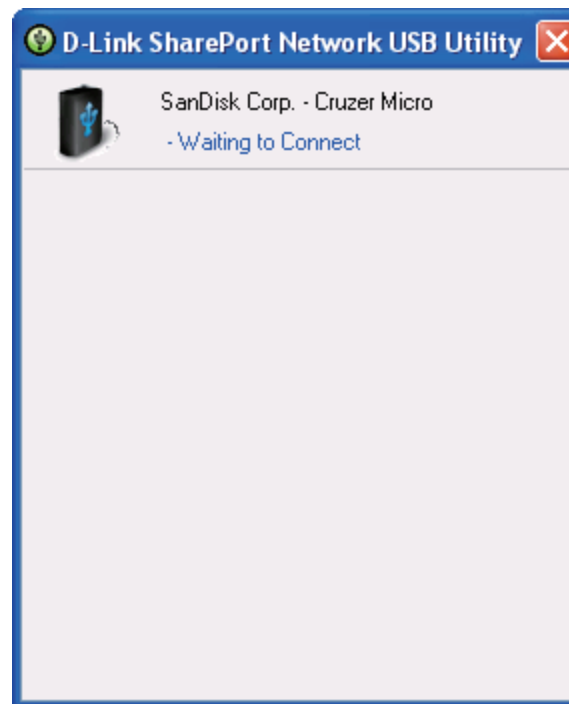 D-Link SharePort Network USB Utility
SanDisk Corp. - Cruzer Micro
- Waiting to Connect